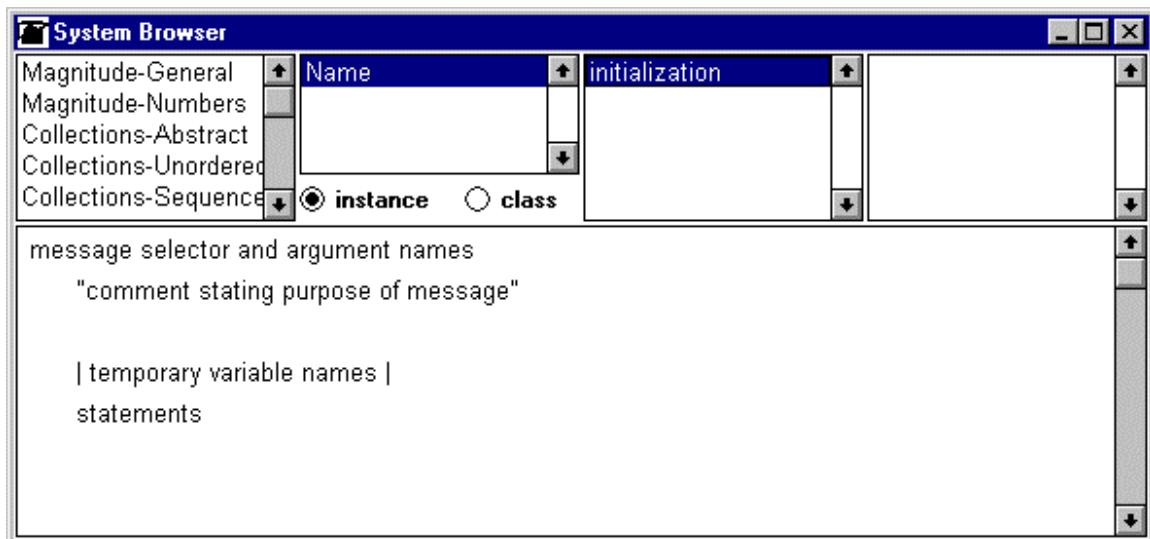 System Browser
Magnitude-General
Magnitude-Numbers
Collections-Abstract
Collections-Unordered
Collections-Sequence
Name
instance class
initialization
message selector and argument names
"comment stating purpose of message"
| temporary variable names |
statements